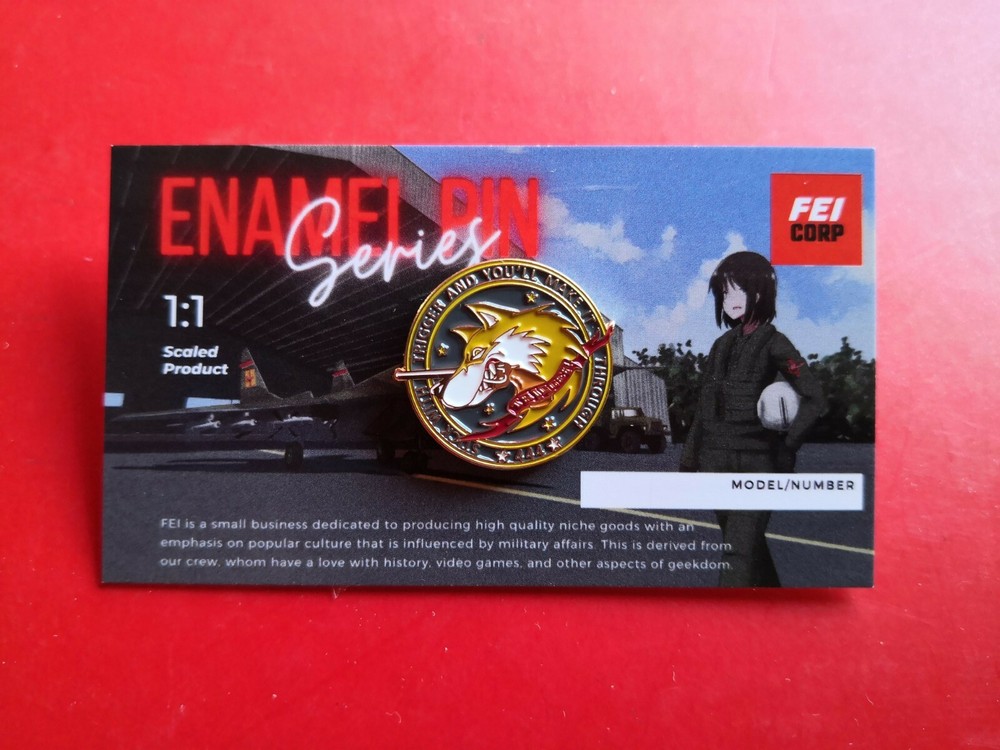 ENAMEL PIN
Series
FEI
CORP
1:1
Scaled
Product
STICK WITH TRIGGER AND YOU'LL MAKE IT THROUGH
AAA
MODEL/NUMBER
FEI is a small business dedicated to producing high quality niche goods with an
emphasis on popular culture that is influenced by military affairs. This is derived from
our crew, whom have a love with history, video games, and other aspects of geekdom.